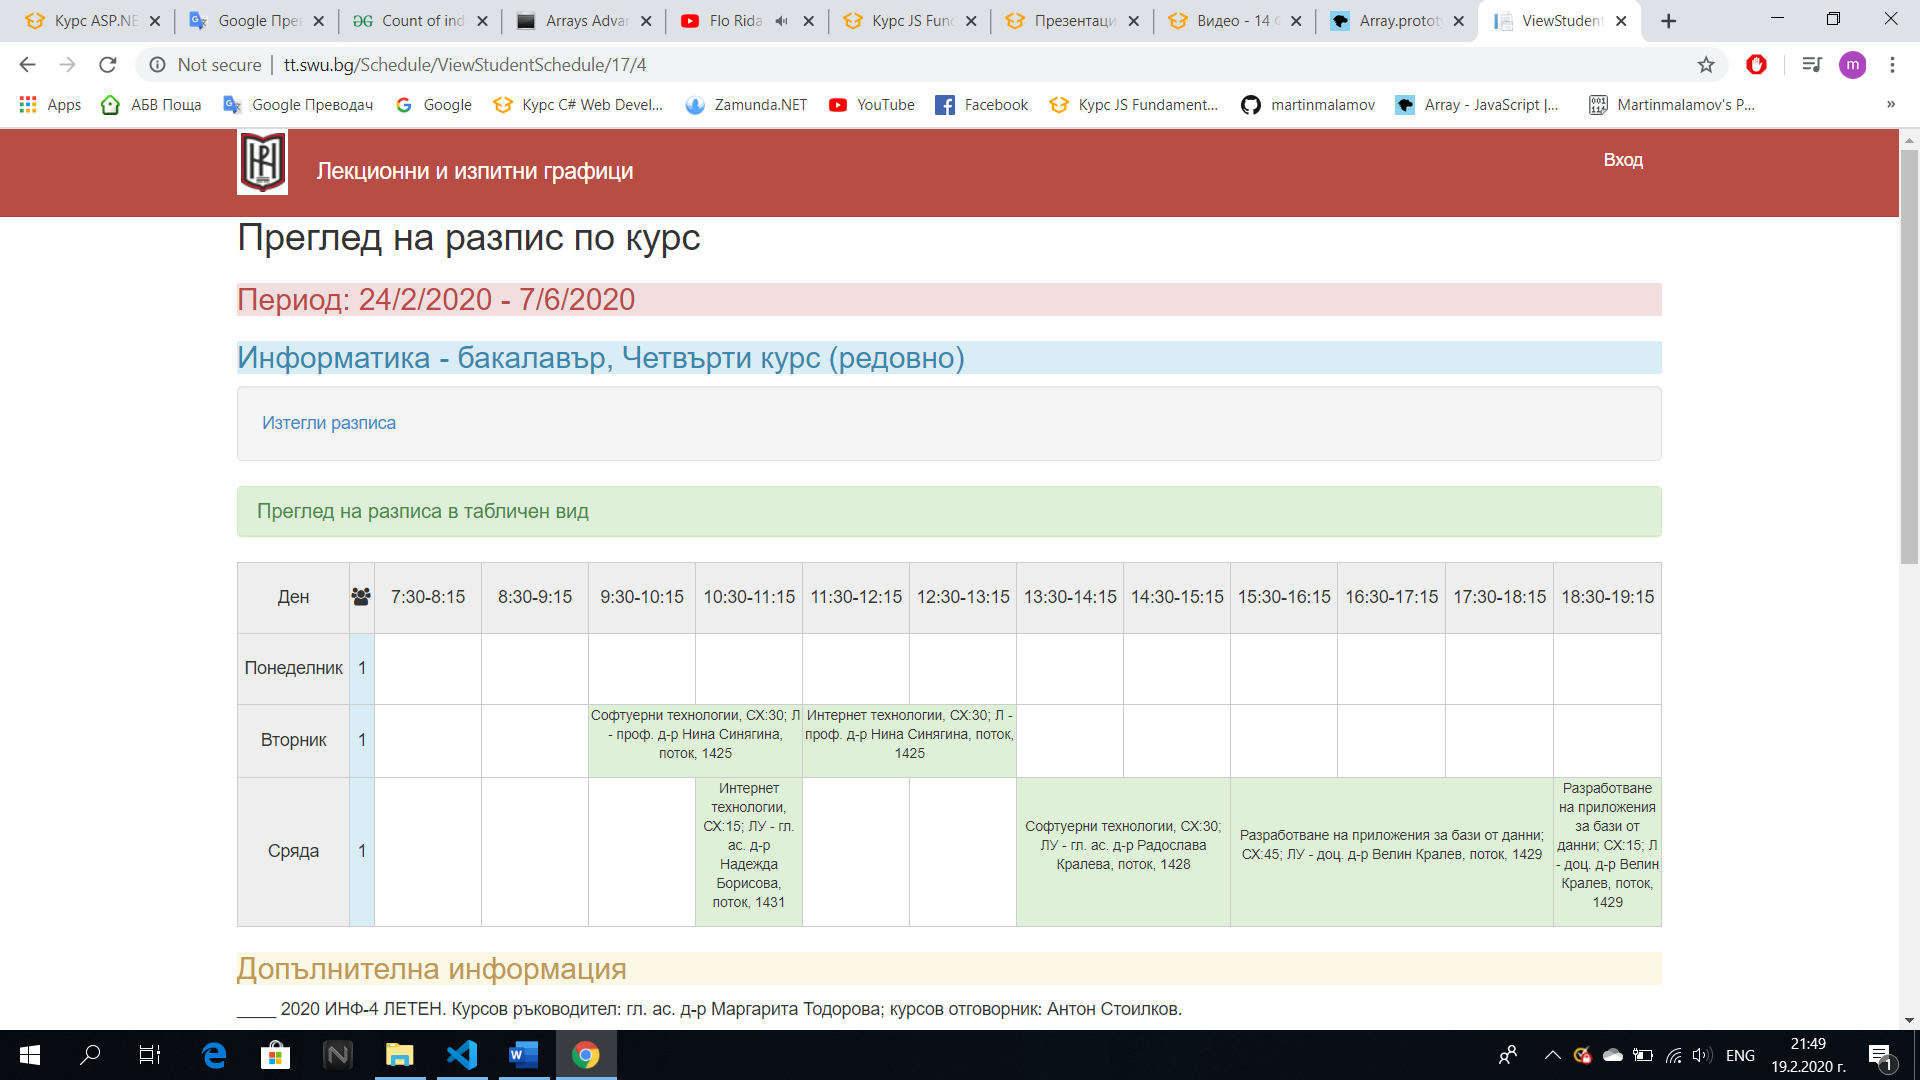 Курс ASP.NE
Google Пре
Count of ind
Arrays Advan
Flo Rida
Курс JS Func
Презентаци
Видео - 14
Array.protot
ViewStudent
Not secure | tt.swu.bg/Schedule/ViewStudentSchedule/17/4
m
Apps
АБВ Поща
Google Преводач
Google
Курс C# Web Devel...
Zamunda.NET
YouTube
Facebook
Курс JS Fundament...
martinmalamov
Array - JavaScript |...
Martinmalamov's P...
»
Лекционни и изпитни графици
Вход
Преглед на разпис по курс
Период: 24/2/2020 - 7/6/2020
Информатика - бакалавър, Четвърти курс (редовно)
Изтегли разписа
Преглед на разписа в табличен вид
Ден 7:30-8:15 8:30-9:15 9:30-10:15 10:30-11:15 11:30-12:15 12:30-13:15 13:30-14:15 14:30-15:15 15:30-16:15 16:30-17:15 17:30-18:15 18:30-19:15
Понеделник 1
Вторник 1
Софтуерни технологии, СХ:30; Л
- проф. д-р Нина Синягина,
поток, 1425
Интернет технологии, СХ:30; Л -
проф. д-р Нина Синягина, поток,
1425
Сряда 1
Интернет
технологии,
СХ:15; ЛУ - гл.
ас. д-р
Надежда
Борисова,
поток, 1431
Софтуерни технологии, СХ:30;
ЛУ - гл. ас. д-р Радослава
Кралева, поток, 1428
Разработване на приложения за бази от данни;
СХ:45; ЛУ - доц. д-р Велин Кралев, поток, 1429
Разработване
на приложения
за бази от
данни; СХ:15; Л
- доц. д-р Велин
Кралев, поток,
1429
Допълнителна информация
____ 2020 ИНФ-4 ЛЕТЕН. Курсов ръководител: гл. ас. д-р Маргарита Тодорова; курсов отговорник: Антон Стоилков.
ENG
21:49
19.2.2020 г.
1